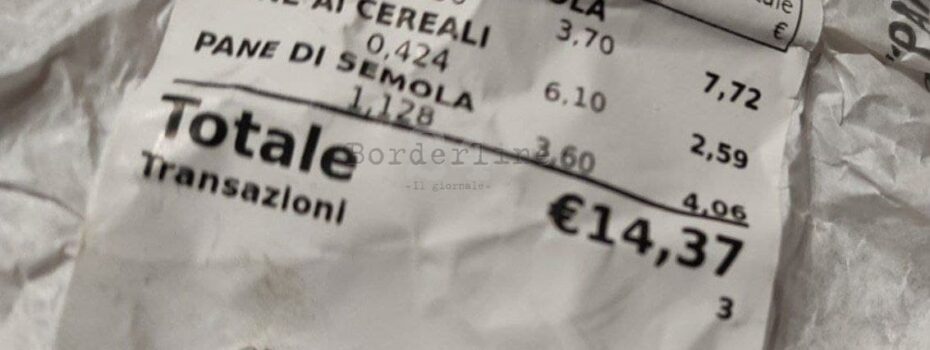 €
AI CEREALI 3,70 7,72
0,424
PANE DI SEMOLA 6,10 2,59
1,128 3,60 4,06
Totale €14,37
Transazioni 3
Borderline
-Il giornale-